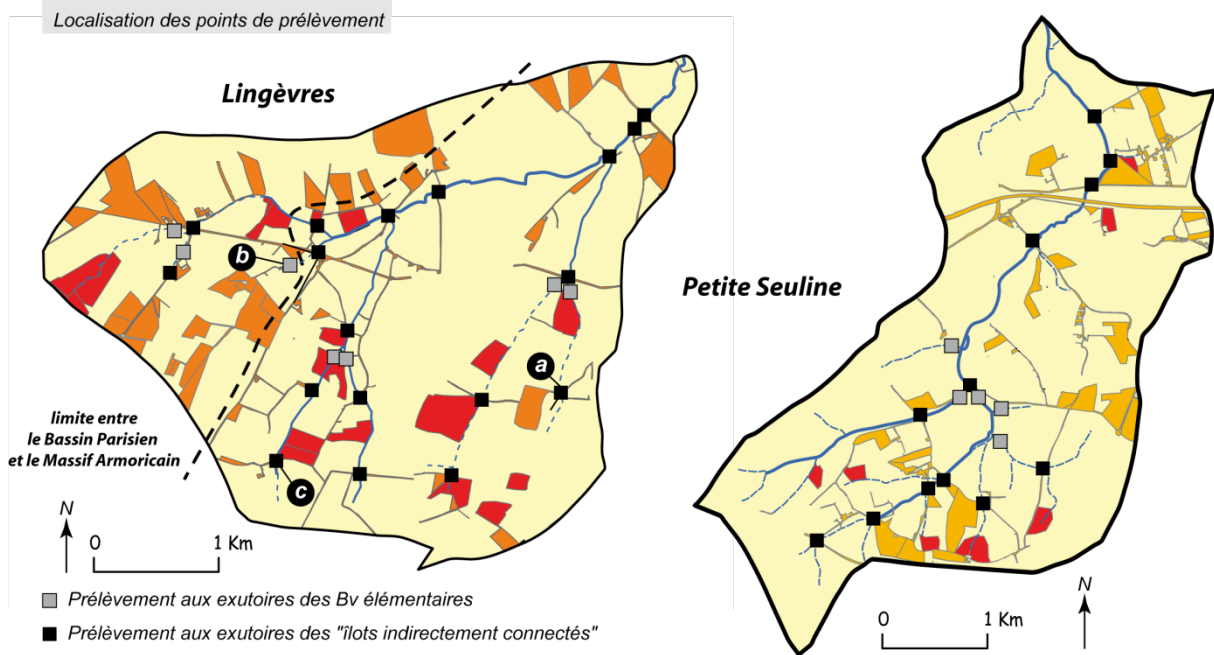 Localisation des points de prélèvement
Lingèvres
b
a
c
limite entre
le Bassin Parisien
et le Massif Armoricain
N
0 1 Km
Prélèvement aux exutoires des Bv élémentaires
Prélèvement aux exutoires des "îlots indirectement connectés"
Petite Seuline
0 1 Km
N